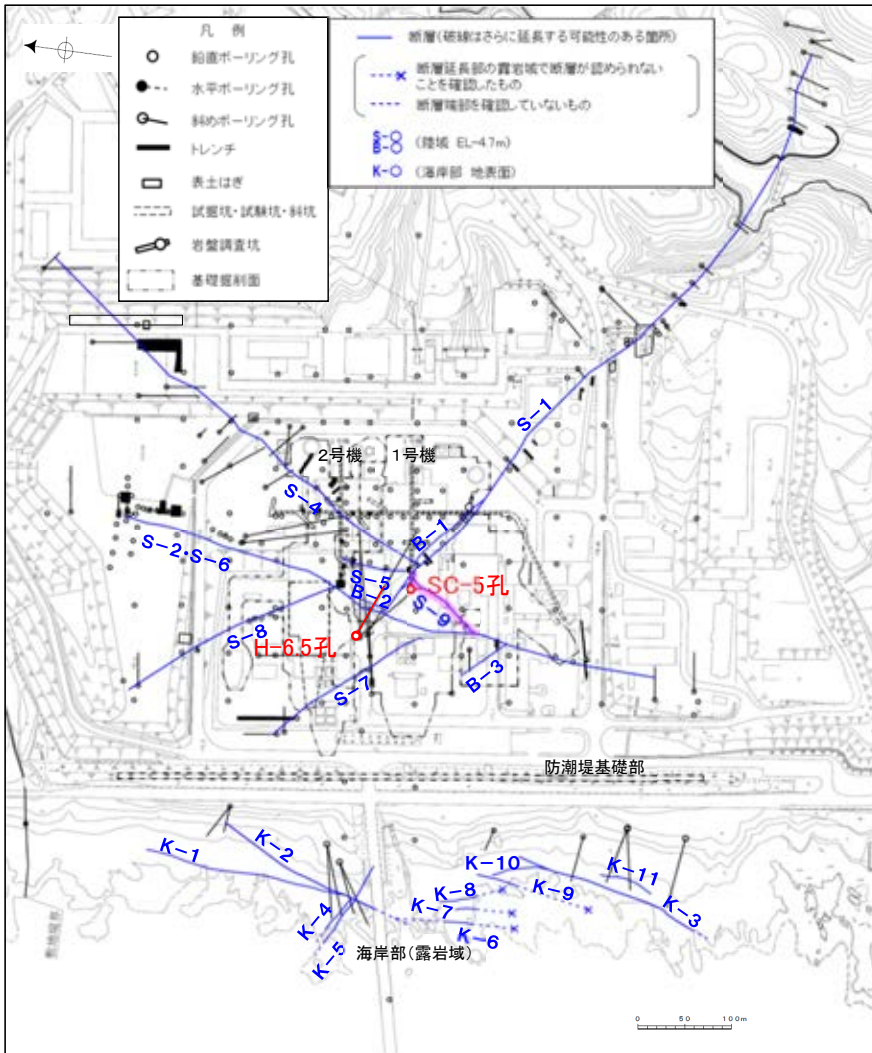 凡 例
鉛直ボーリング孔
水平ボーリング孔
斜めボーリング孔
トレンチ
表土はぎ
試掘坑・試験坑・斜坑
岩盤調査坑
基礎掘削面
断層(破線はさらに延長する可能性のある箇所)
断層延長部の露岩域で断層が認められない
ことを確認したもの
断層端部を確認していないもの
S-○
B-○
(陸域 EL-4.7m)
K-○ (海岸部 地表面)
S-1
2号機
1号機
S-4
B-1
S-2・S-6
S-5
B-2
SC-5孔
S-9
S-8
H-6.5孔
S-7
B-3
防潮堤基礎部
K-1
K-2
K-10
K-11
K-8
K-9
K-4
K-7
K-3
K-6
K-5
海岸部(露岩域)
0 50 100m